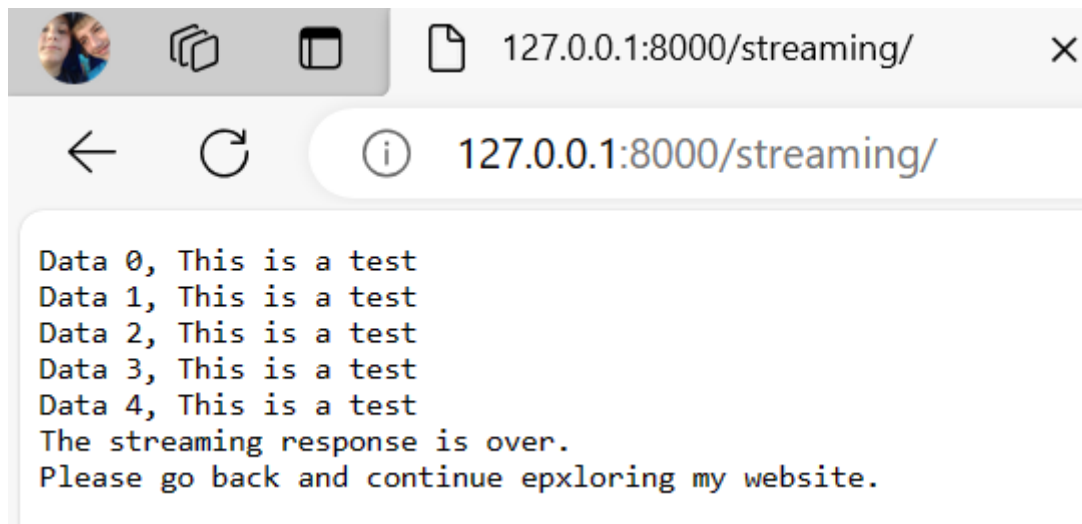 127.0.0.1:8000/streaming/
127.0.0.1:8000/streaming/
Data 0, This is a test
Data 1, This is a test
Data 2, This is a test
Data 3, This is a test
Data 4, This is a test
The streaming response is over.
Please go back and continue epxloring my website.